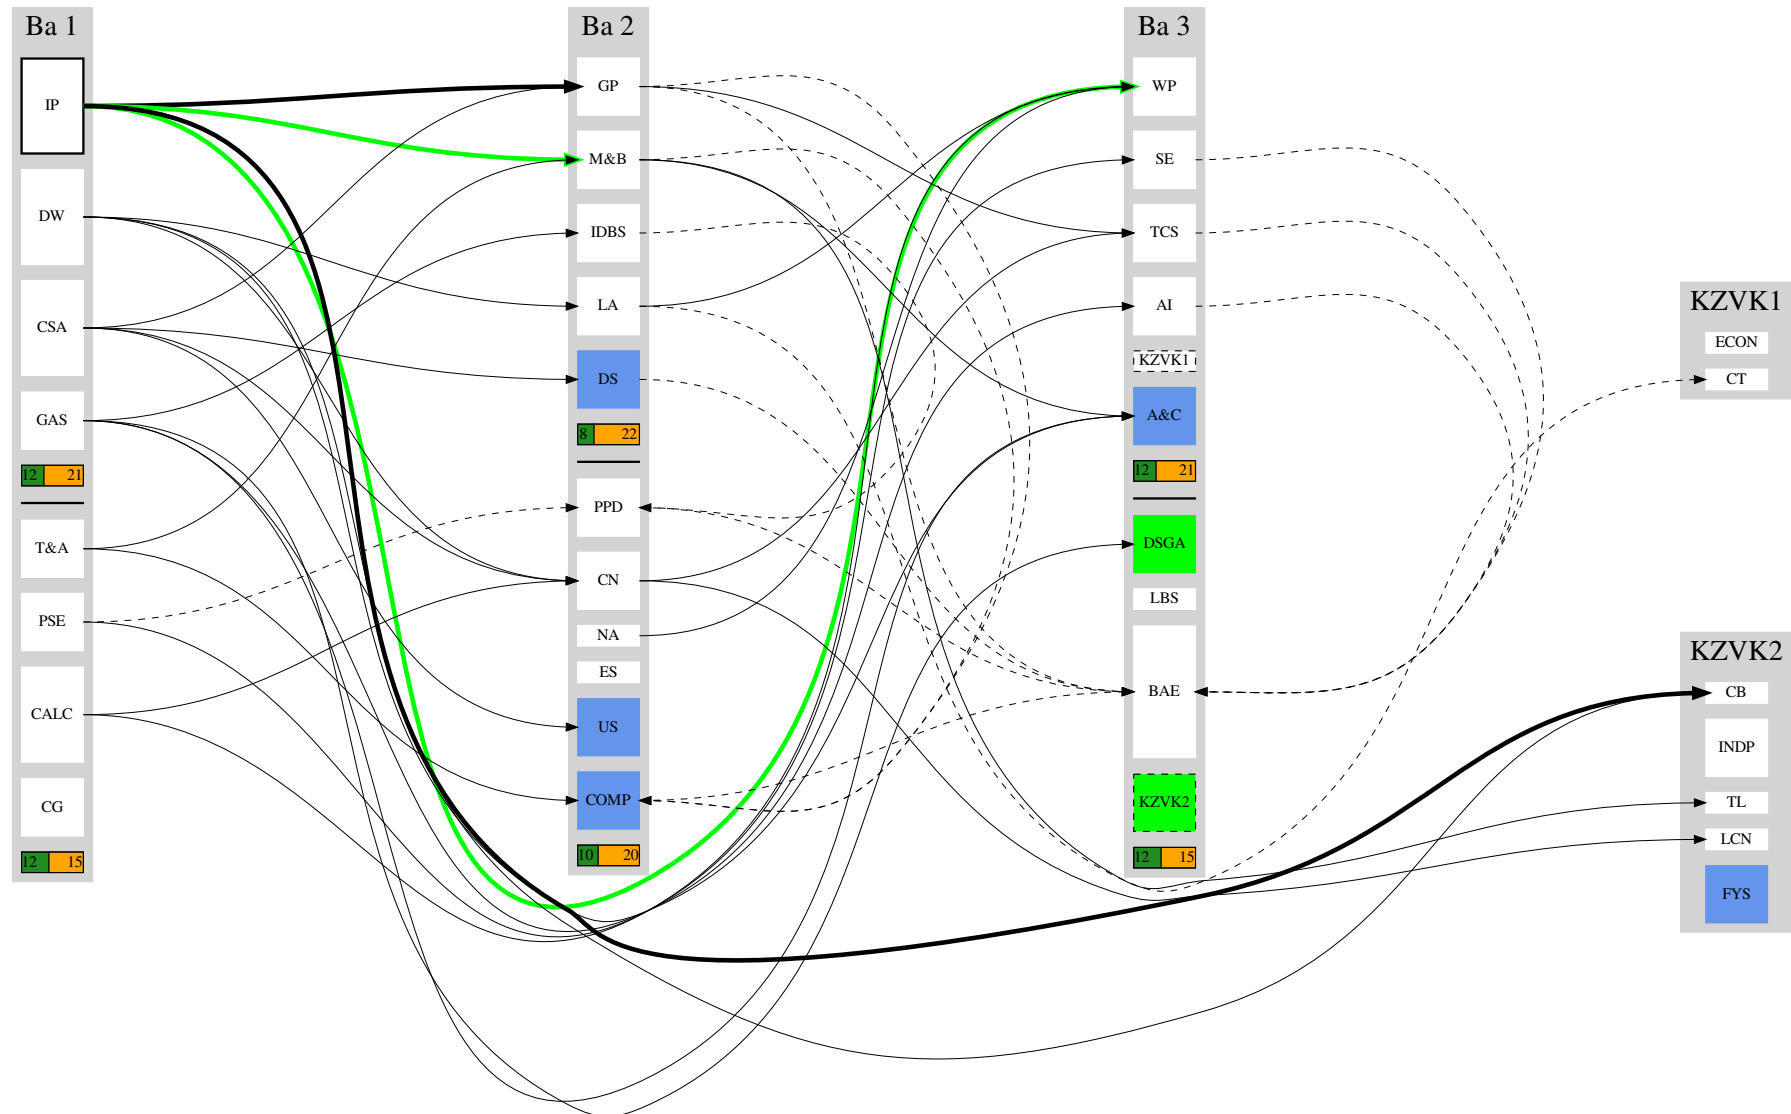 Ba 1
IP
DW
CSA
GAS
12 21
T&A
PSE
CALC
CG
12 15
Ba 2
GP
M&B
IDBS
LA
DS
8 22
PPD
CN
NA
ES
US
COMP
10 20
Ba 3
WP
SE
TCS
AI
KZVK1
A&C
12 21
DSGA
LBS
BAE
KZVK2
12 15
KZVK1
ECON
CT
KZVK2
CB
INDP
TL
LCN
FYS